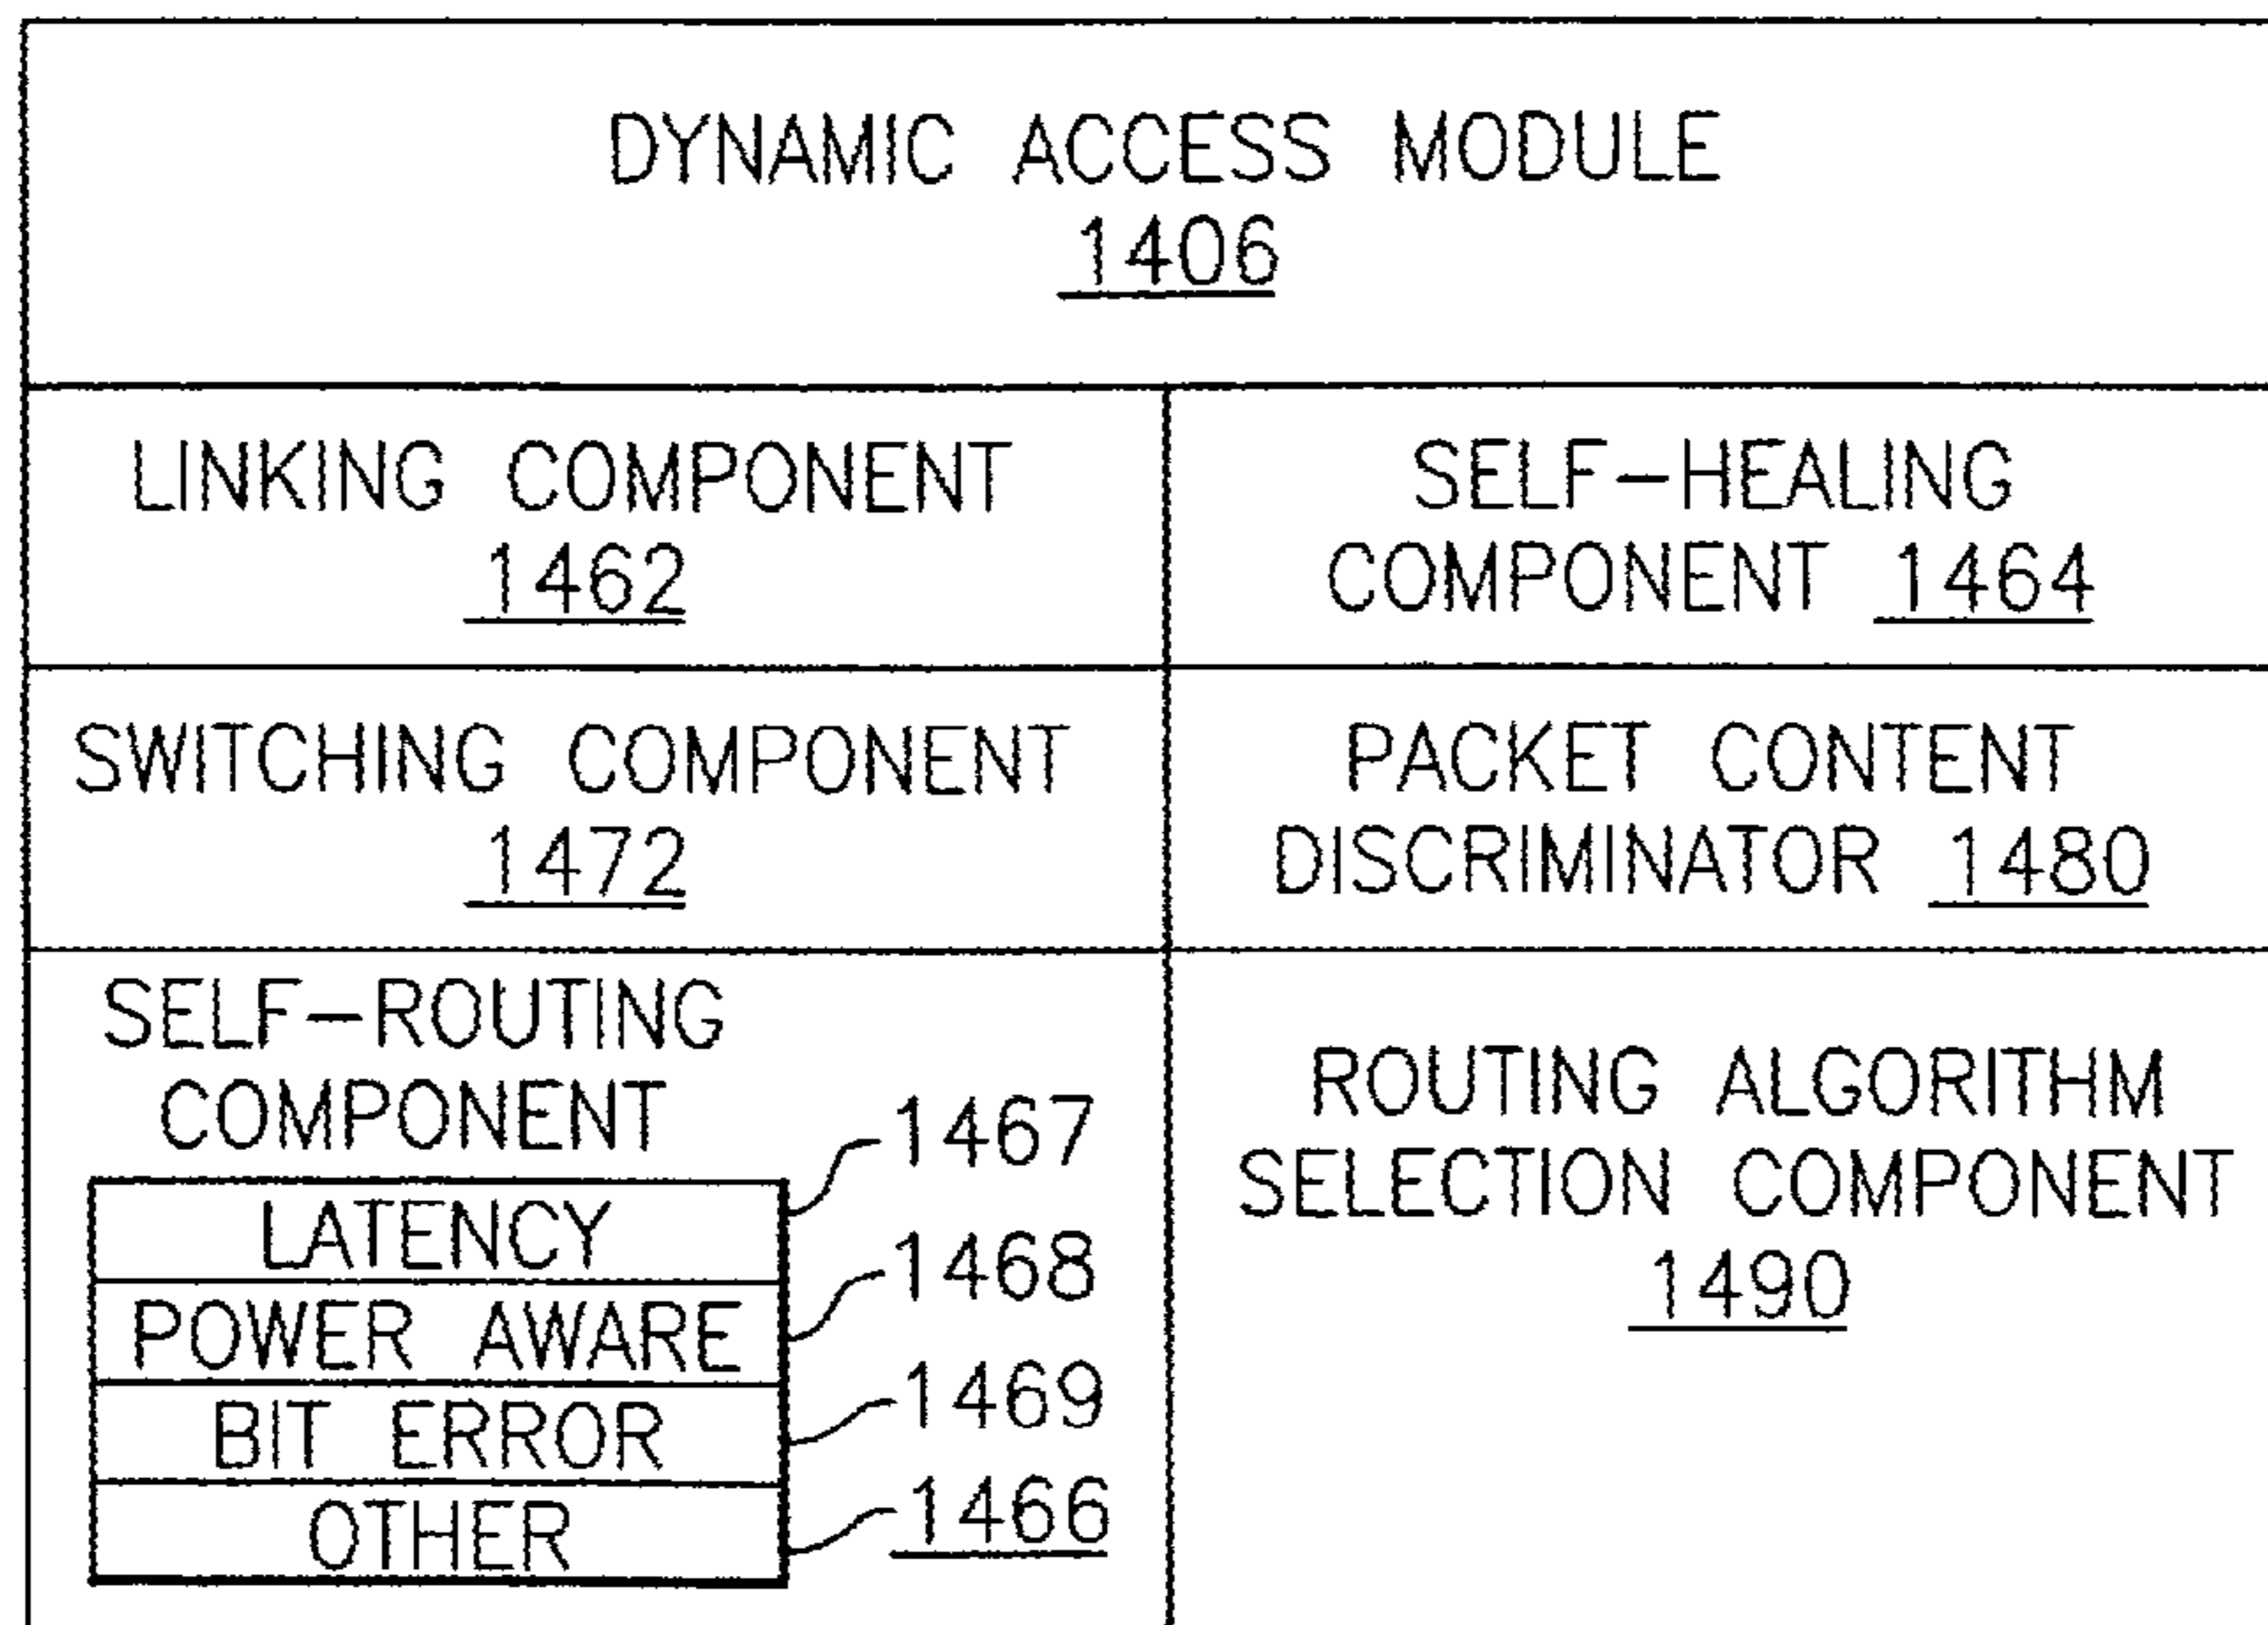 DYNAMIC ACCESS MODULE
1406
LINKING COMPONENT
1462
SELF-HEALING
COMPONENT 1464
SWITCHING COMPONENT
1472
PACKET CONTENT
DISCRIMINATOR 1480
SELF-ROUTING
COMPONENT
1467
LATENCY
1468
POWER AWARE
1469
BIT ERROR
1466
OTHER
ROUTING ALGORITHM
SELECTION COMPONENT
1490